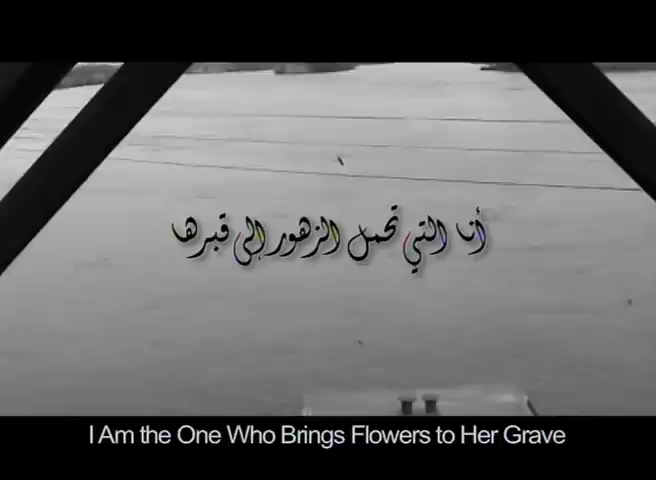 أنا التي تحمل الزهور إلى قبرها
I Am the One Who Brings Flowers to Her Grave